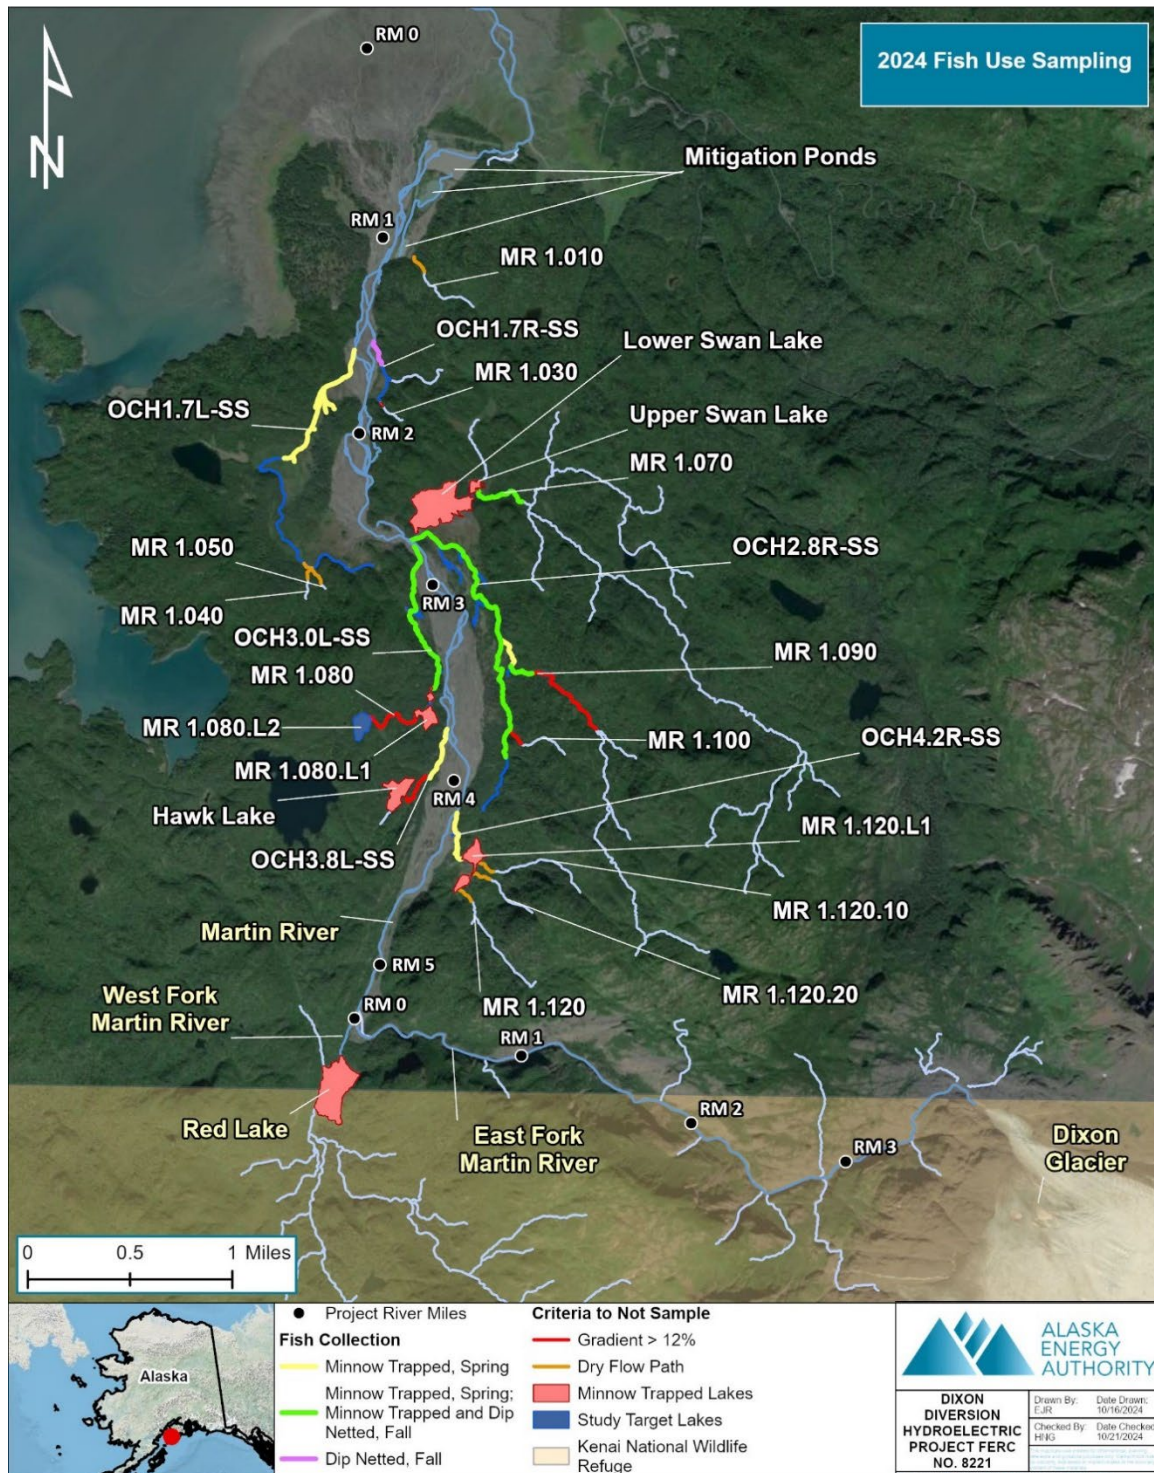 RM 0
2024 Fish Use Sampling
N
Mitigation Ponds
RM 1
MR 1.010
OCH1.7R-SS
Lower Swan Lake
MR 1.030
OCH1.7L-SS
Upper Swan Lake
RM 2
MR 1.070
MR 1.050
OCH2.8R-SS
MR 1.040
RM 3
OCH3.0L-SS
MR 1.090
MR 1.080
MR 1.080.L2
MR 1.100
OCH4.2R-SS
MR 1.080.L1
RM 4
Hawk Lake
MR 1.120.L1
OCH3.8L-SS
MR 1.120.10
Martin River
RM 5
MR 1.120.20
West Fork
Martin River
RM 0
MR 1.120
RM 1
RM 2
Red Lake
East Fork
Martin River
RM 3
Dixon
Glacier
0 0.5 1 Miles
Alaska
Project River Miles
Fish Collection
Minnow Trapped, Spring
Minnow Trapped, Spring;
Minnow Trapped and Dip
Netted, Fall
Dip Netted, Fall
Criteria to Not Sample
Gradient > 12%
Dry Flow Path
Minnow Trapped Lakes
Study Target Lakes
Kenai National Wildlife
Refuge
ALASKA
ENERGY
AUTHORITY
DIXON
DIVERSION
HYDROELECTRIC
PROJECT FERC
NO. 8221
Drawn By:
EJR
Date Drawn:
10/16/2024
Checked By:
HNG
Date Checked:
10/21/2024